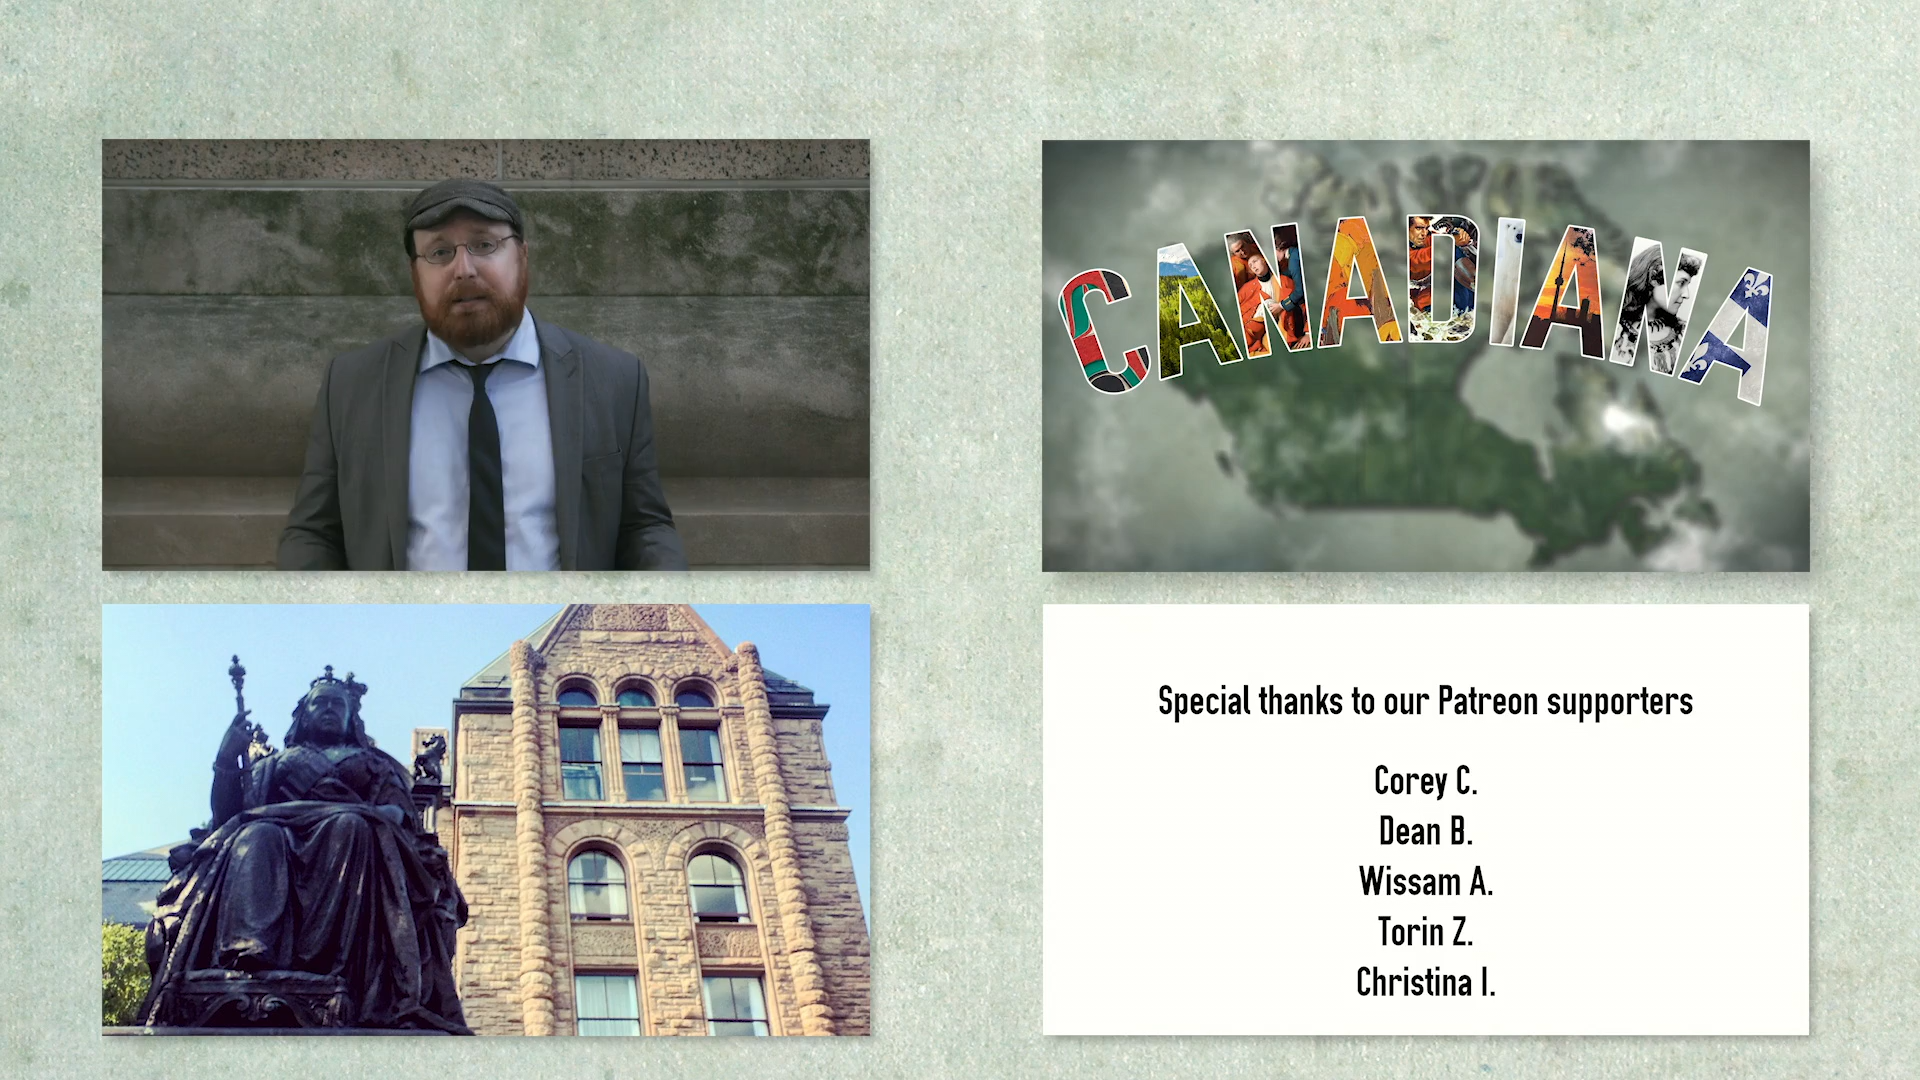 CANADIANA
Special thanks to our Patreon supporters
Corey C.
Dean B.
Wissam A.
Torin Z.
Christina I.